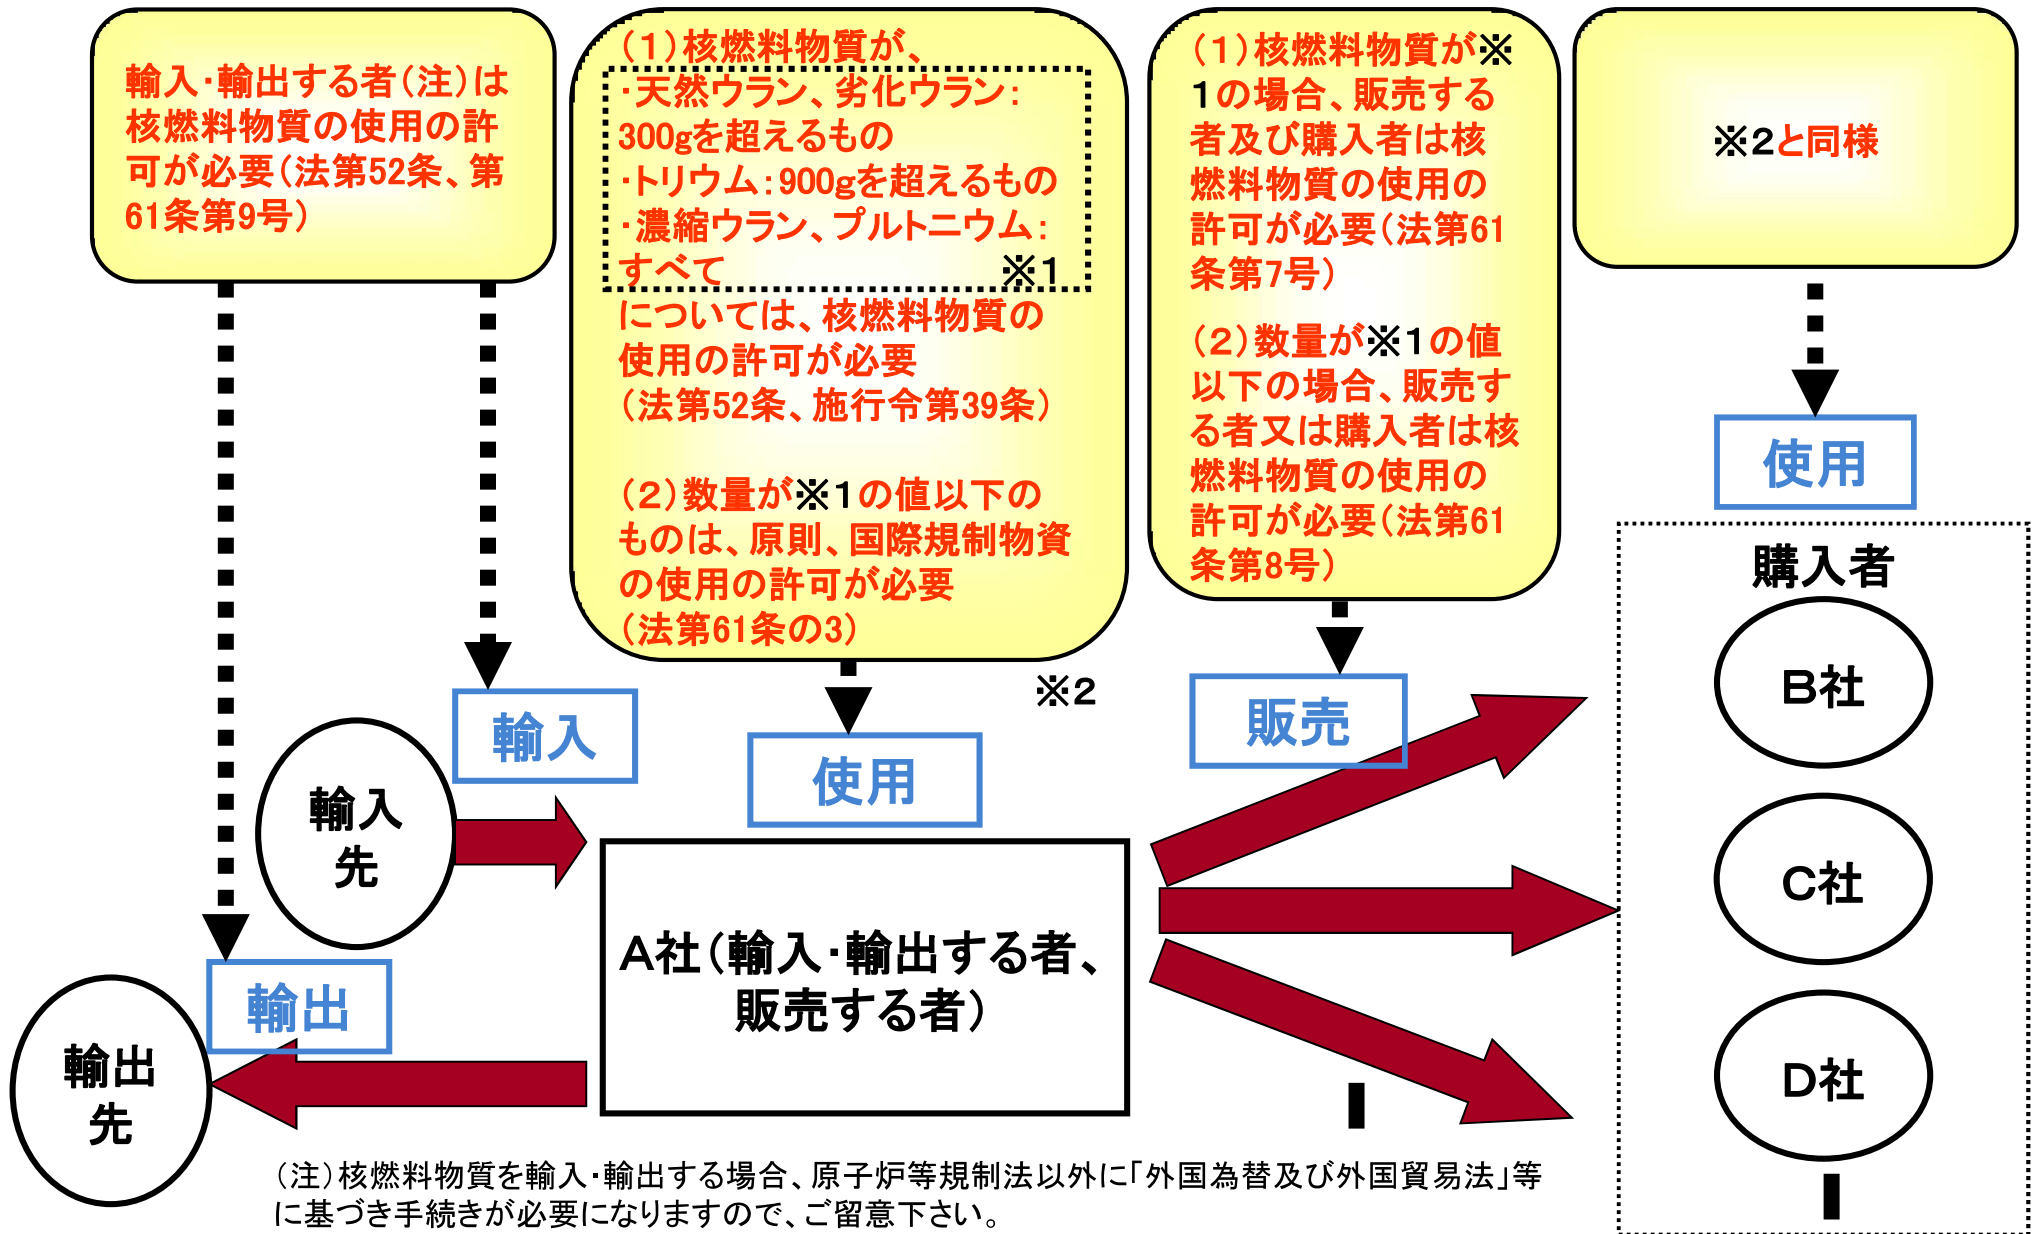 輸入・輸出する者(注)は
核燃料物質の使用の許
可が必要(法第52条、第
61条第9号)
(1)核燃料物質が、
・天然ウラン、劣化ウラン:
300gを超えるもの
・トリウム:900gを超えるもの
・濃縮ウラン、プルトニウム:
すべて ※1
については、核燃料物質の
使用の許可が必要
(法第52条、施行令第39条)
(2)数量が※1の値以下の
ものは、原則、国際規制物資
の使用の許可が必要
(法第61条の3)
※2
(1)核燃料物質が※
1の場合、販売する
者及び購入者は核
燃料物質の使用の
許可が必要(法第61
条第7号)
(2)数量が※1の値
以下の場合、販売す
る者又は購入者は核
燃料物質の使用の
許可が必要(法第61
条第8号)
※2と同様
使用
購入者
B社
C社
D社
輸入
使用
販売
輸入
先
A社(輸入・輸出する者、
販売する者)
輸出
輸出
先
(注)核燃料物質を輸入・輸出する場合、原子炉等規制法以外に「外国為替及び外国貿易法」等
に基づき手続きが必要になりますので、ご留意下さい。